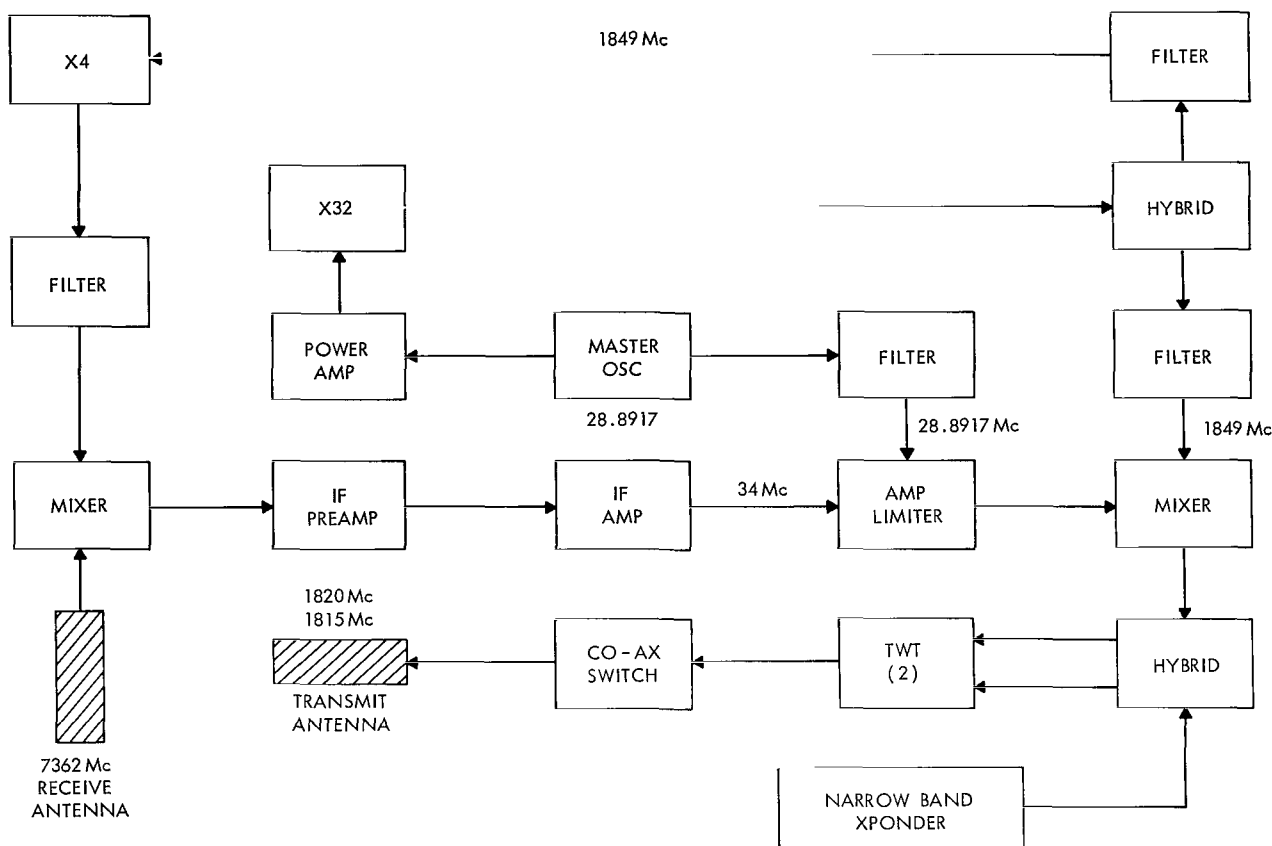 1849 Mc
X4
FILTER
X32
HYBRID
FILTER
POWER
AMP
MASTER
OSC
28.8917
FILTER
FILTER
28.8917 Mc
1849 Mc
MIXER
IF
PREAMP
IF
AMP
34 Mc
AMP
LIMITER
MIXER
1820 Mc
1815 Mc
TRANSMIT
ANTENNA
CO-AX
SWITCH
TWT
(2)
HYBRID
7362 Mc
RECEIVE
ANTENNA
NARROW BAND
XPONDER